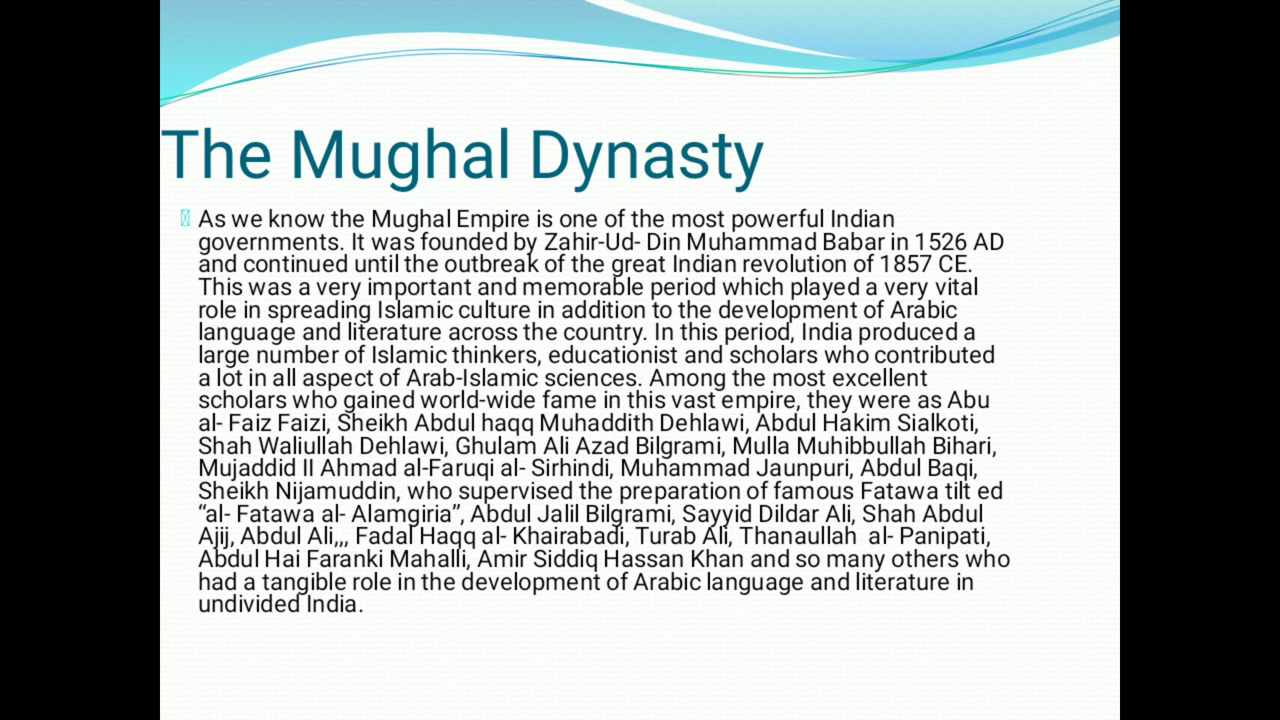 The Mughal Dynasty
As we know the Mughal Empire is one of the most powerful Indian
governments. It was founded by Zahir-Ud- Din Muhammad Babar in 1526 AD
and continued until the outbreak of the great Indian revolution of 1857 CE.
This was a very important and memorable period which played a very vital
role in spreading Islamic culture in addition to the development of Arabic
language and literature across the country. In this period, India produced a
large number of Islamic thinkers, educationist and scholars who contributed
a lot in all aspect of Arab-Islamic sciences. Among the most excellent
scholars who gained world-wide fame in this vast empire, they were as Abu
al- Faiz Faizi, Sheikh Abdul haqq Muhaddith Dehlawi, Abdul Hakim Sialkoti,
Shah Waliullah Dehlawi, Ghulam Ali Azad Bilgrami, Mulla Muhibbullah Bihari,
Mujaddid II Ahmad al-Faruqi al- Sirhindi, Muhammad Jaunpuri, Abdul Baqi,
Sheikh Nijamuddin, who supervised the preparation of famous Fatawa tilt ed
“al- Fatawa al- Alamgiria”, Abdul Jalil Bilgrami, Sayyid Dildar Ali, Shah Abdul
Ajij, Abdul Ali,,, Fadal Haqq al- Khairabadi, Turab Ali, Thanaullah  al- Panipati,
Abdul Hai Faranki Mahalli, Amir Siddiq Hassan Khan and so many others who
had a tangible role in the development of Arabic language and literature in
undivided India.